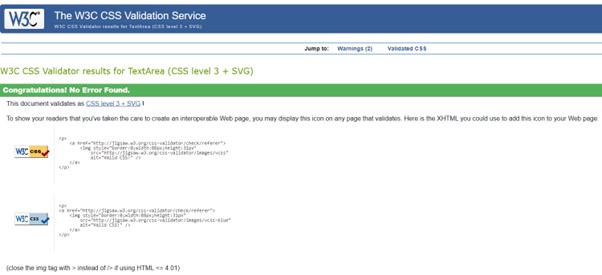 W3C The W3C CSS Validation Service
W3C CSS Validator results for TextArea (CSS level 3 + SVG)
Jump to: Warnings (2) Validated CSS
W3C CSS Validator results for TextArea (CSS level 3 + SVG)
Congratulations! No Error Found.
This document validates as CSS level 3 + SVG !
To show your readers that you've taken the care to create an interoperable Web page, you may display this icon on any page that validates. Here is the XHTML you could use to add this icon to your Web page:
W3C css
<p>
<a href="http://jigsaw.w3.org/css-validator/check/referer">
<img style="border:0;width:88px;height:31px"
src="http://jigsaw.w3.org/css-validator/images/vcss"
alt="Valid CSS!" />
</a>
</p>
W3C css
<p>
<a href="http://jigsaw.w3.org/css-validator/check/referer">
<img style="border:0;width:88px;height:31px"
src="http://jigsaw.w3.org/css-validator/images/vcss-blue"
alt="Valid CSS!" />
</a>
</p>
(close the img tag with > instead of /> if using HTML <= 4.01)